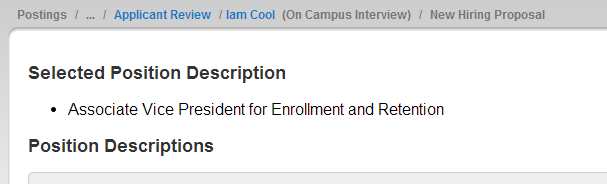 Postings / ... / Applicant Review / Iam Cool (On Campus Interview) / New Hiring Proposal
Selected Position Description
• Associate Vice President for Enrollment and Retention
Position Descriptions